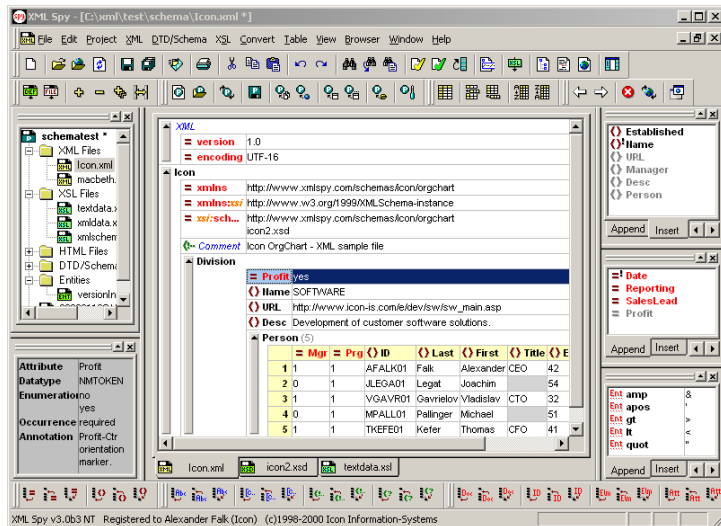 XML Spy - [C:\xml\test\schema\Icon.xml *]
File Edit Project XML DTD/Schema XSL Convert Table View Browser Window Help
schematest *
XML Files
Icon.xml
macbeth.
XSL Files
textdata.x
xmldata.x
xmlschem
HTML Files
DTD/Schema
Entities
versionIn
Attribute Profit
Datatype NMTOKEN
Enumeration no
yes
Occurrence required
Annotation Profit-Ctr
orientation
marker.
XML
= version 1.0
= encoding UTF-16
Icon
= xmlns http://www.xmlspy.com/schemas/icon/orgchart
= xmlns:xsi http://www.w3.org/1999/XMLSchema-instance
= xsi:sch... http://www.xmlspy.com/schemas/icon/orgchart
icon2.xsd
Comment Icon OrgChart - XML sample file
Division
= Profit yes
() Name SOFTWARE
() URL http://www.icon-is.com/e/dev/sw/sw_main.asp
() Desc Development of customer software solutions.
Person (5)
= Mgr = Prg () ID () Last () First () Title () E
1 1 1 AFALK01 Falk Alexander CEO 42
2 0 1 JLEGA01 Legat Joachim 54
3 1 1 VGAVR01 Gavrielov Vladislav CTO 32
4 0 1 MPALL01 Pallinger Michael 51
5 1 1 TKEFE01 Kefer Thomas CFO 41
Icon.xml icon2.xsd textdata.xsl
() Established
()! Name
() URL
() Manager
() Desc
() Person
Append Insert
=! Date
= Reporting
= SalesLead
= Profit
Append Insert
Ent amp &
Ent apos '
Ent gt >
Ent lt <
Ent quot "
Append Insert
XML Spy v3.0b3 NT Registered to Alexander Falk (Icon) (c)1998-2000 Icon Information-Systems